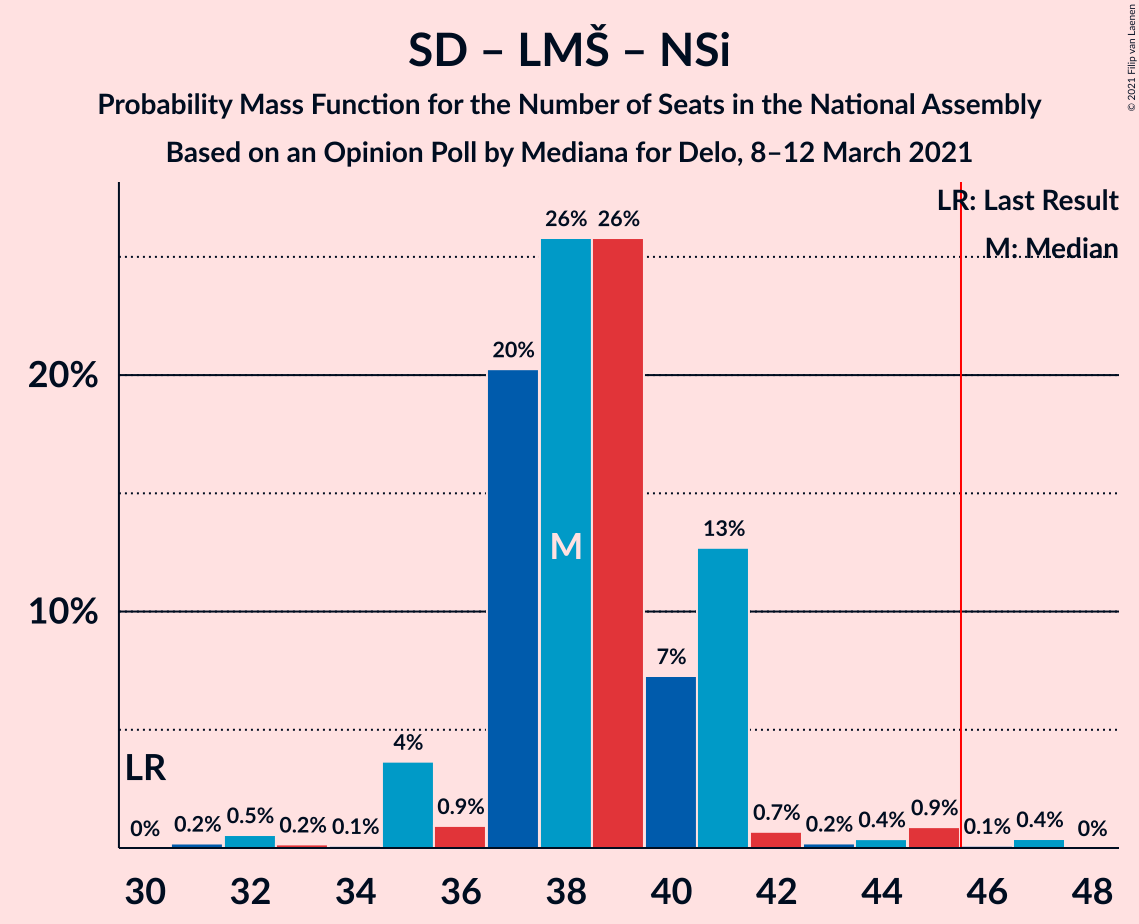 © 2021 Filip van Laenen
SD – LMŠ – NSi
Probability Mass Function for the Number of Seats in the National Assembly
Based on an Opinion Poll by Mediana for Delo, 8–12 March 2021
LR: Last Result
M: Median
26% 26%
20%
20%
13%
M
10%
7%
4%
LR
0% 0.2% 0.5% 0.2% 0.1% 0.9% 0.7% 0.2% 0.4% 0.9% 0.1% 0.4% 0%
30 32 34 36 38 40 42 44 46 48